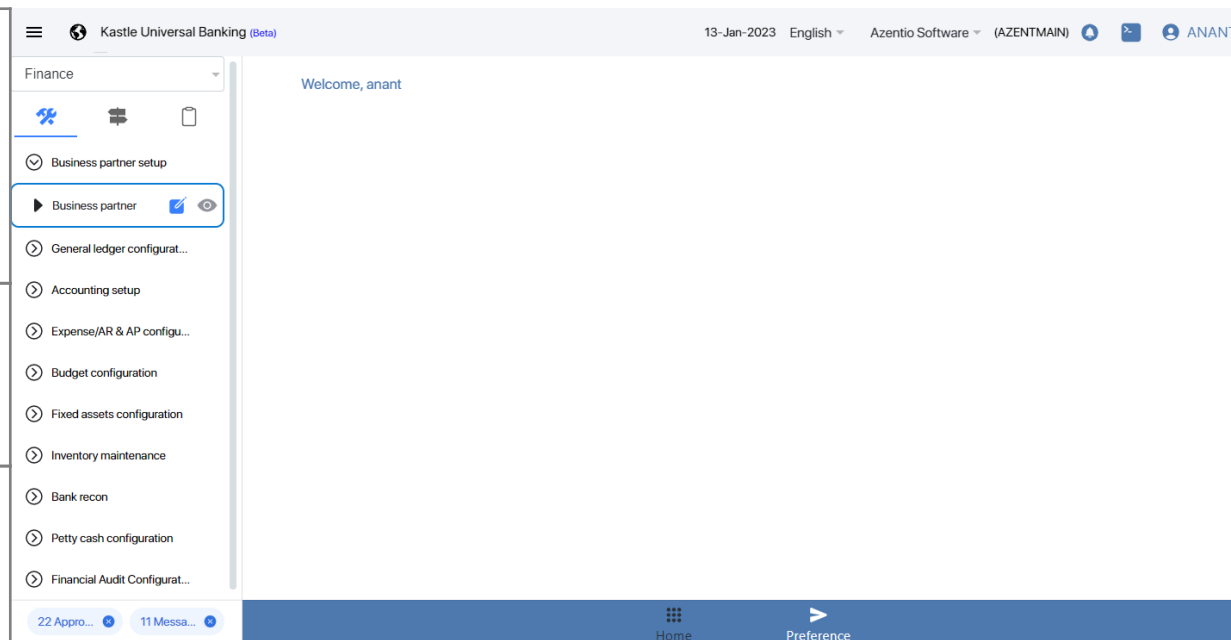 Kastle Universal Banking (Beta)
13-Jan-2023 English Azentio Software (AZENTMAIN) ANANT
Finance
Welcome, anant
Business partner setup
Business partner
General ledger configurat...
Accounting setup
Expense/AR & AP configu...
Budget configuration
Fixed assets configuration
Inventory maintenance
Bank recon
Petty cash configuration
Financial Audit Configurat...
22 Appro... 11 Messa...
Home Preference